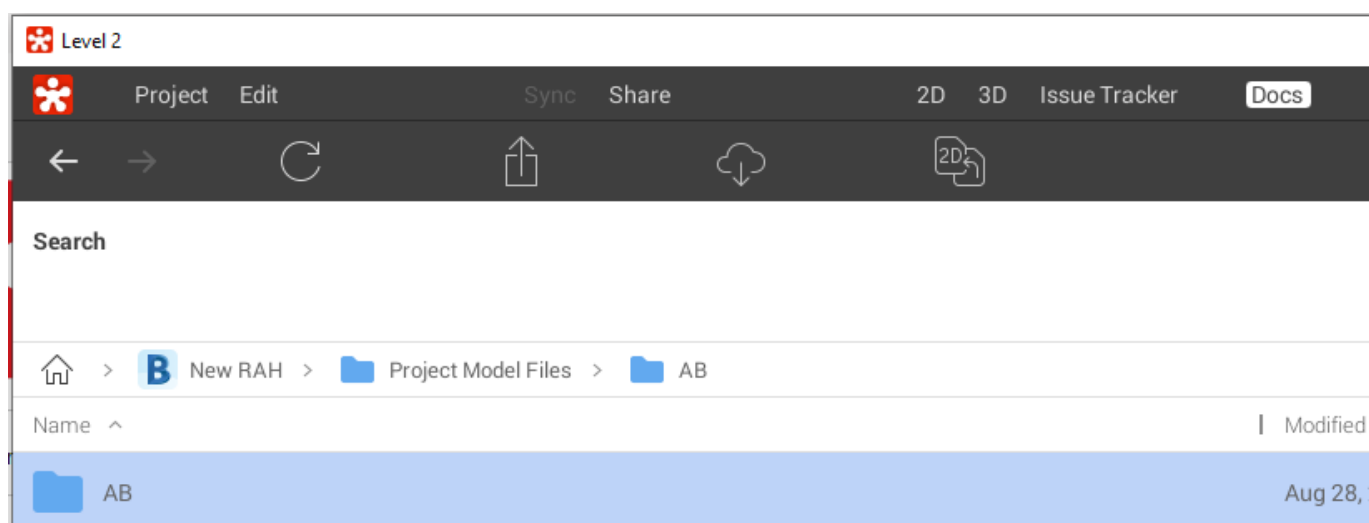 Level 2
Project Edit Sync Share 2D 3D Issue Tracker Docs
2D
Search
> B New RAH > Project Model Files > AB
Name Modified
AB Aug 28,